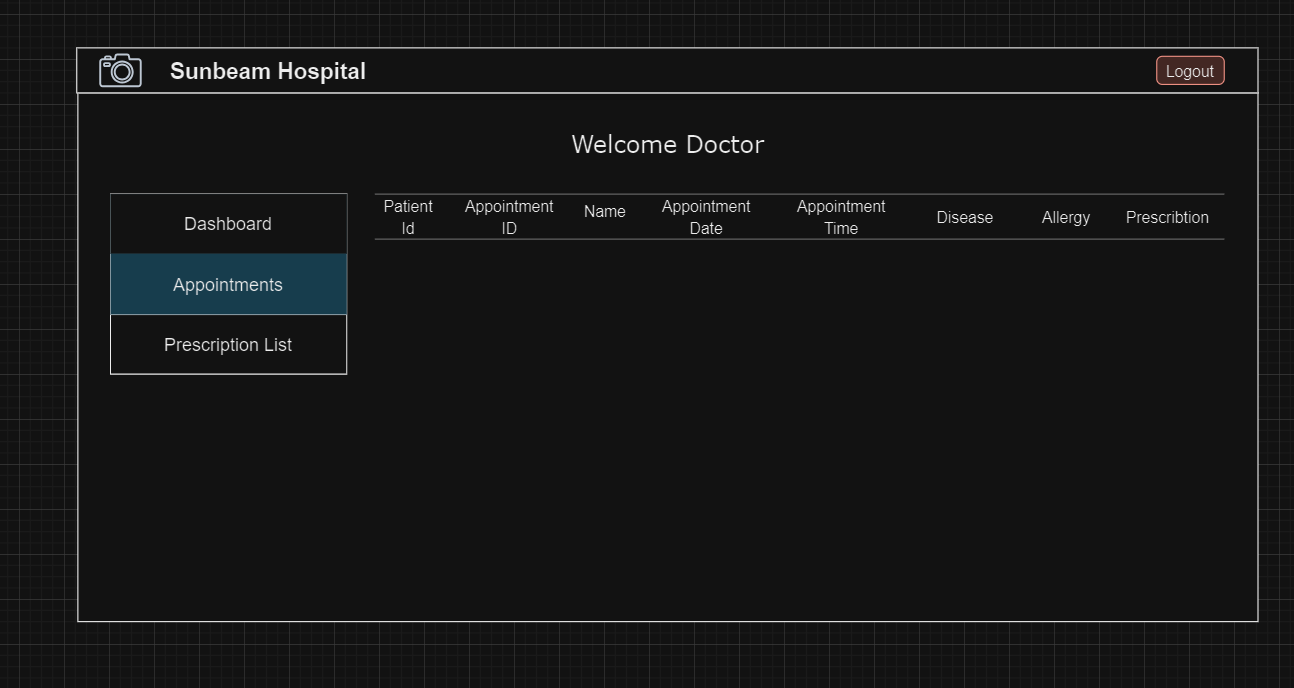 Sunbeam Hospital
Logout
Welcome Doctor
Dashboard
Appointments
Prescription List
Patient
Id
Appointment
ID
Name
Appointment
Date
Appointment
Time
Disease
Allergy
Prescribtion